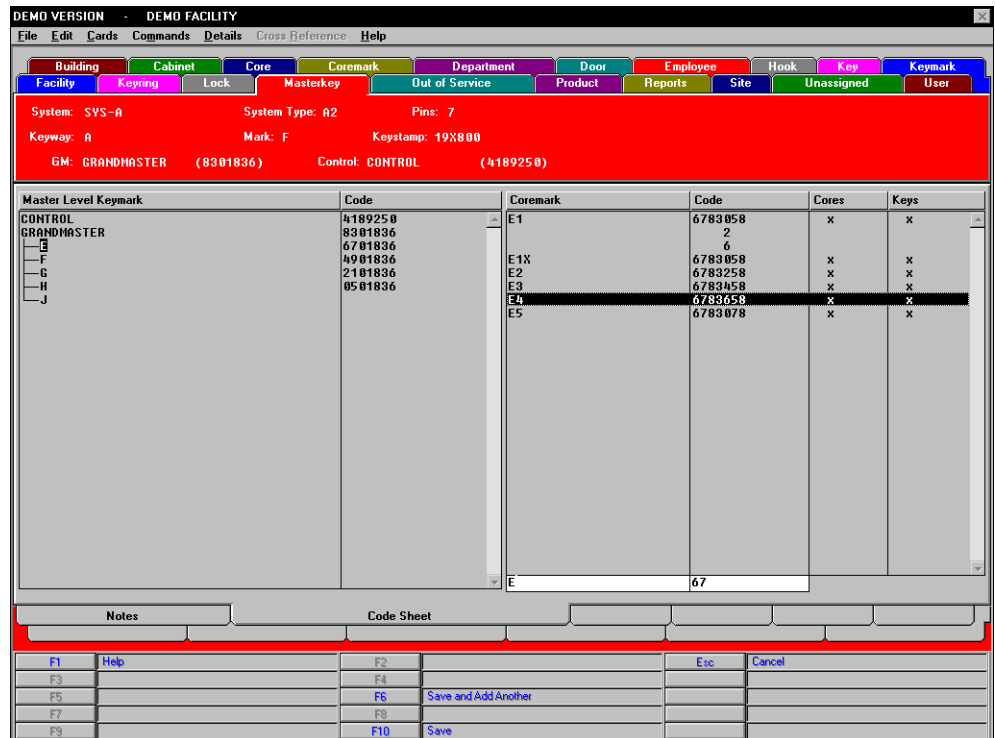 DEMO VERSION - DEMO FACILITY
File Edit Cards Commands Details Cross Reference Help
Building Cabinet Core Coremark Department Door Employee Hook Key Keymark
Facility Keyring Lock Masterkey Out of Service Product Reports Site Unassigned User
System: SYS-A System Type: A2 Pins: 7
Keyway: A Mark: F Keystamp: 19X800
GM: GRANDMASTER (8301836) Control: CONTROL (4189250)
Master Level Keymark Code Coremark Code Cores Keys
CONTROL 4189250 E1 6783058 x x
GRANDMASTER 8301836 2
E 6701836 6
F 4901836 E1X 6783058 x x
G 2101836 E2 6783258 x x
H 0501836 E3 6783458 x x
J E4 6783658 x x
E5 6783078 x x
E 67
Notes Code Sheet
F1 Help F2 Esc Cancel
F3 F4
F5 F6 Save and Add Another
F7 F8
F9 F10 Save